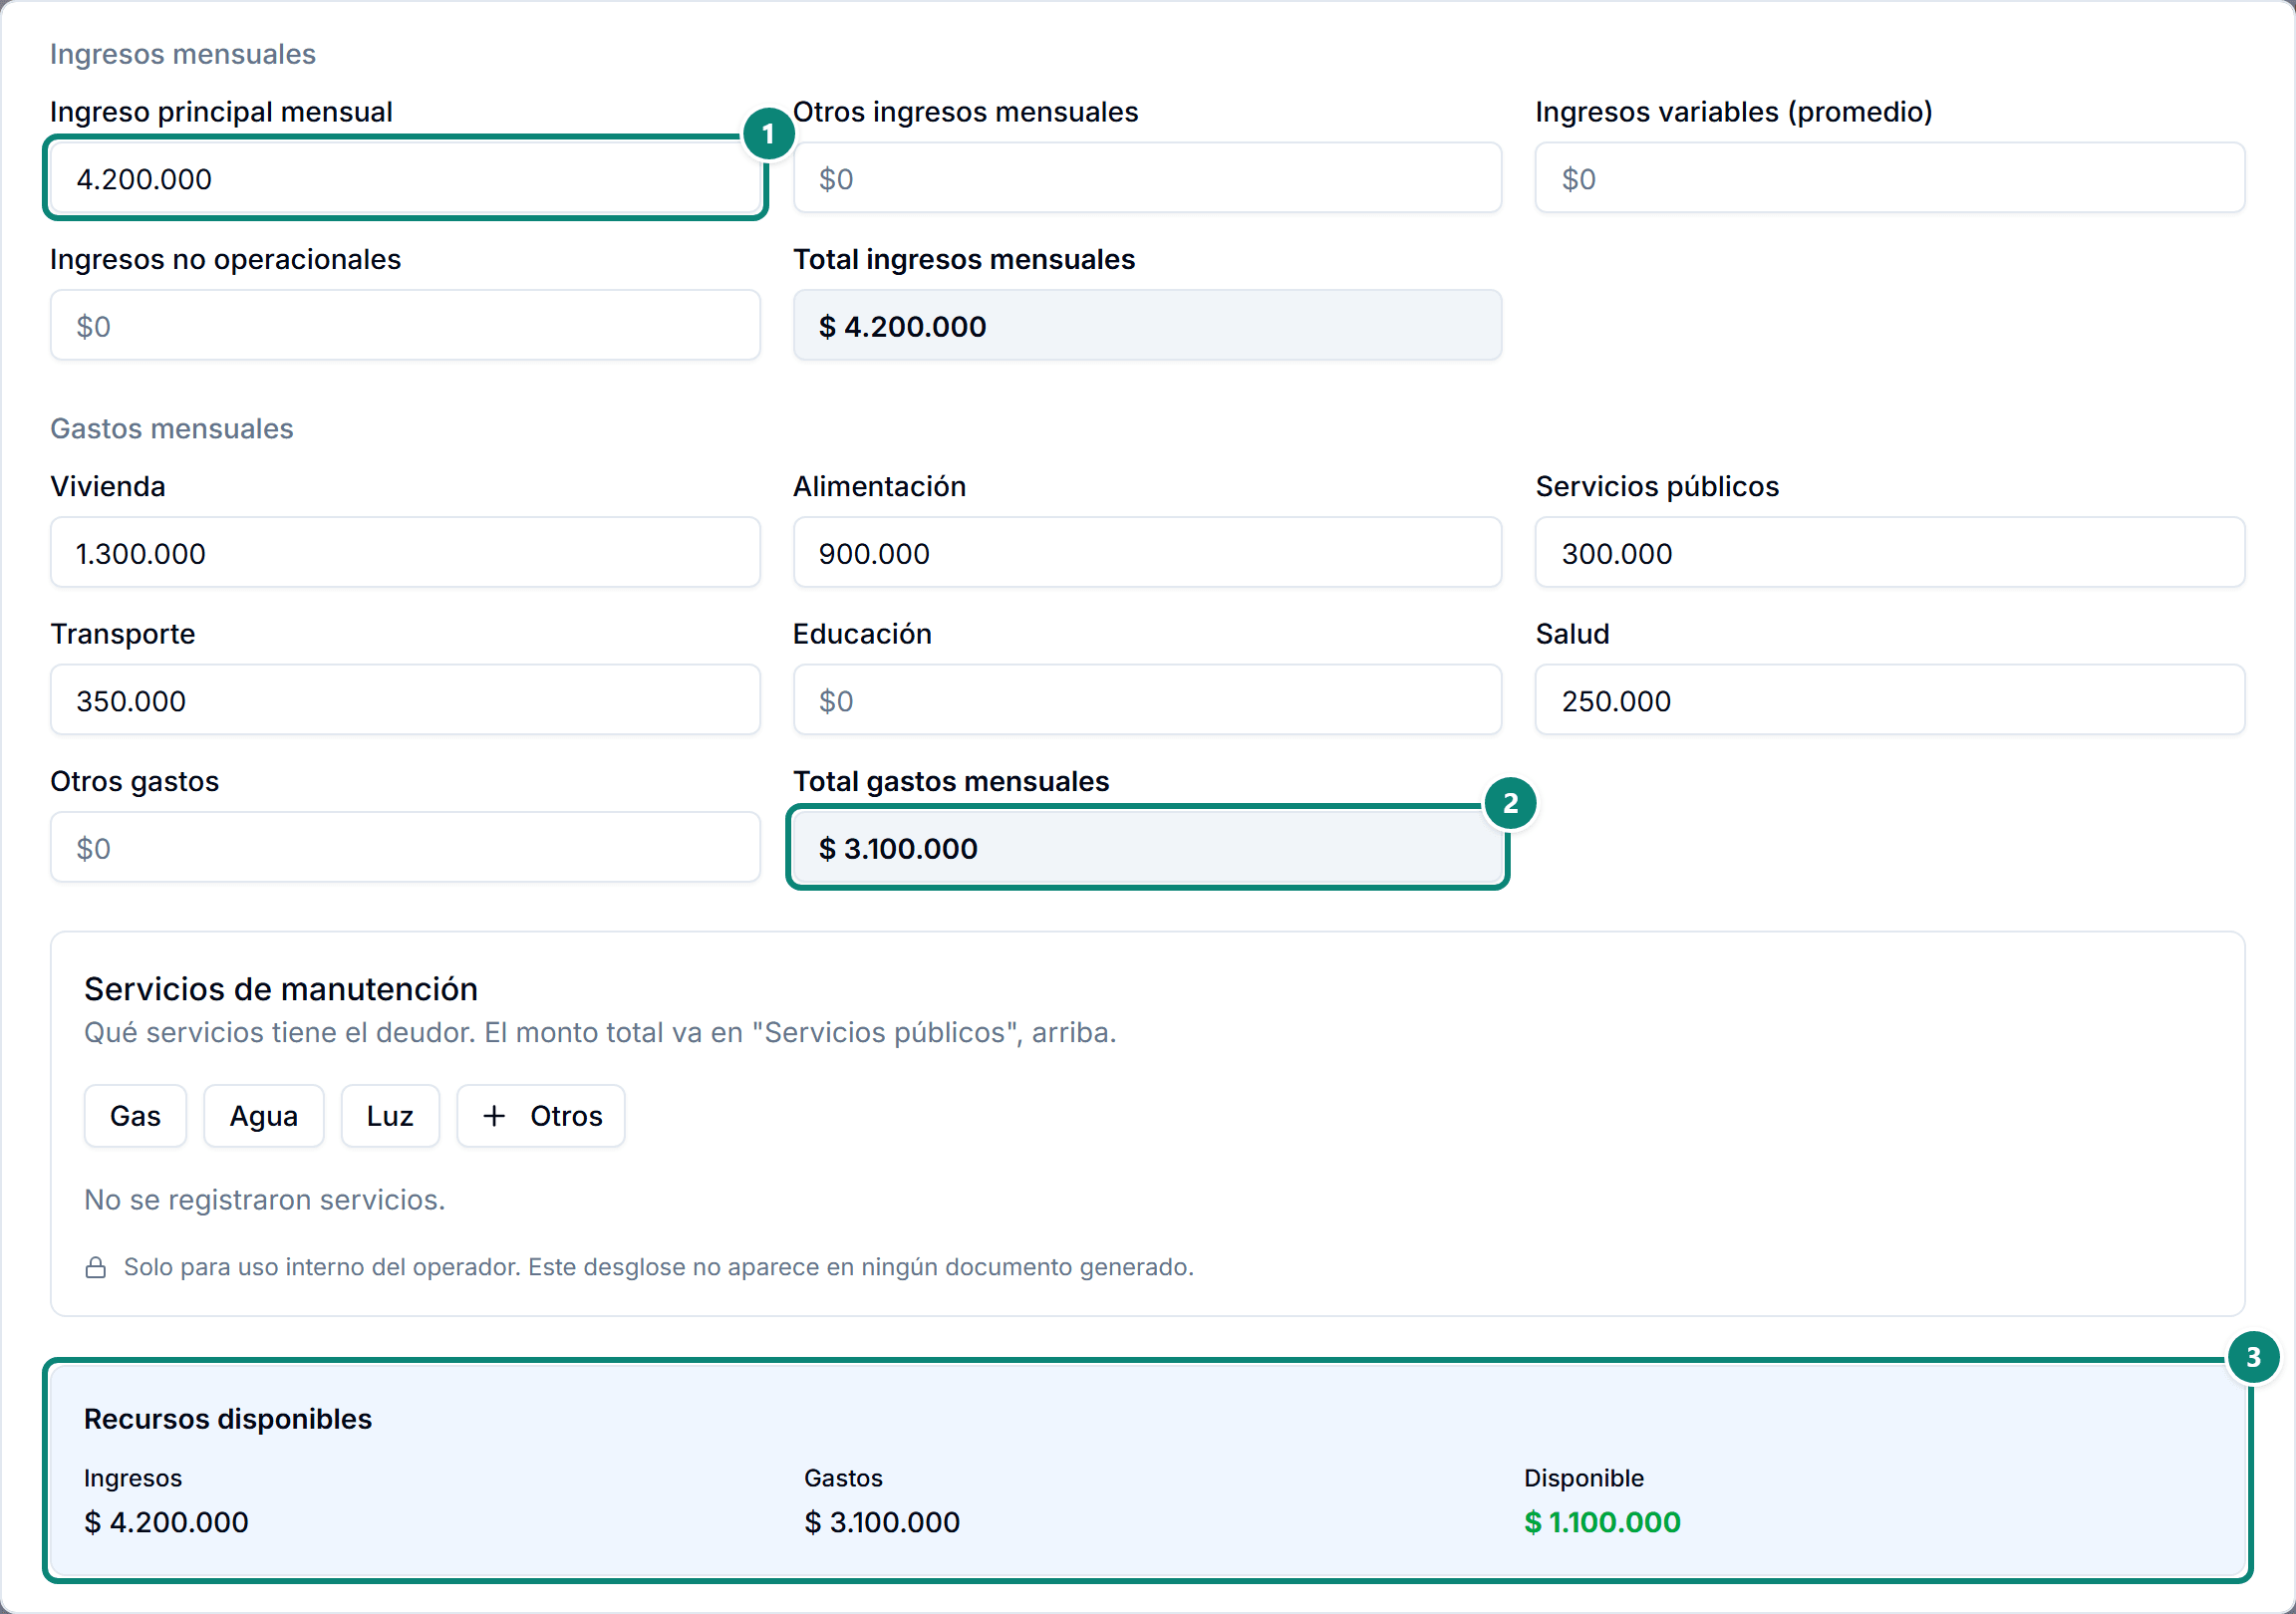 Ingresos mensuales
Ingreso principal mensual
Otros ingresos mensuales
Ingresos variables (promedio)
1
4.200.000
$0
$0
Ingresos no operacionales
Total ingresos mensuales
$0
$ 4.200.000
Gastos mensuales
Vivienda
Alimentación
Servicios públicos
1.300.000
900.000
300.000
Transporte
Educación
Salud
350.000
$0
250.000
Otros gastos
Total gastos mensuales
2
$0
$ 3.100.000
Servicios de manutención
Qué servicios tiene el deudor. El monto total va en "Servicios públicos", arriba.
Gas
Agua
Luz
+ Otros
No se registraron servicios.
Solo para uso interno del operador. Este desglose no aparece en ningún documento generado.
3
Recursos disponibles
Ingresos
Gastos
Disponible
$ 4.200.000
$ 3.100.000
$ 1.100.000